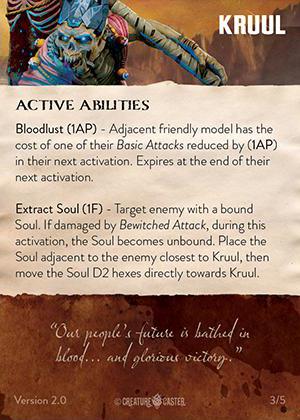 KRUUL
ACTIVE ABILITIES
Bloodlust (1AP) - Adjacent friendly model has the
cost of one of their Basic Attacks reduced by (1AP)
in their next activation. Expires at the end of their
next activation.
Extract Soul (1F) - Target enemy with a bound
Soul. If damaged by Bewitched Attack, during this
activation, the Soul becomes unbound. Place the
Soul adjacent to the enemy closest to Kruul, then
move the Soul D2 hexes directly towards Kruul.
"Our people's future is bathed in
blood... and glorious victory."
Version 2.0
© CREATURE CASTER
3/5